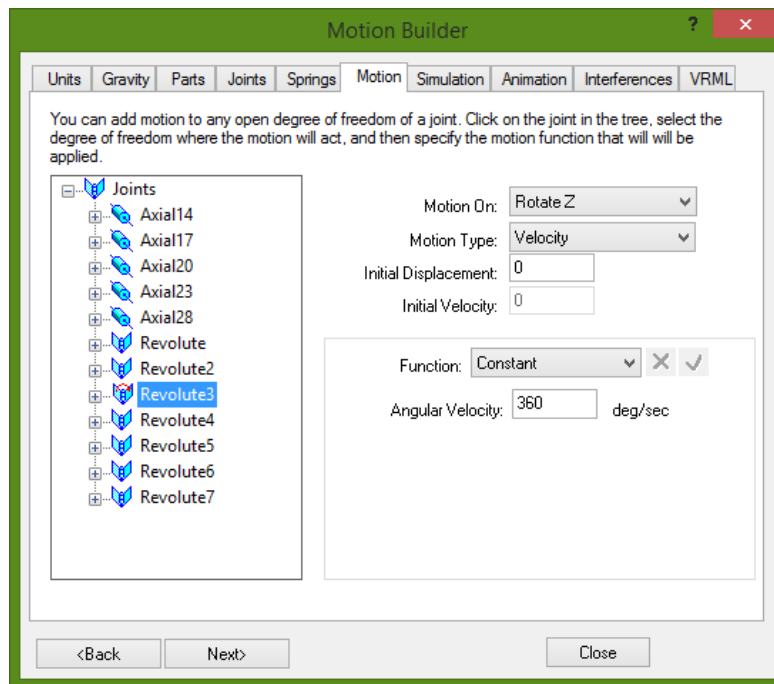 Motion Builder
?
×
Units Gravity Parts Joints Springs Motion Simulation Animation Interferences VRML
You can add motion to any open degree of freedom of a joint. Click on the joint in the tree, select the
degree of freedom where the motion will act, and then specify the motion function that will will be
applied.
Joints
Axial14
Axial17
Axial20
Axial23
Axial28
Revolute
Revolute2
Revolute3
Revolute4
Revolute5
Revolute6
Revolute7
Motion On: Rotate Z
Motion Type: Velocity
Initial Displacement: 0
Initial Velocity: 0
Function: Constant
Angular Velocity: 360 deg/sec
<Back
Next>
Close